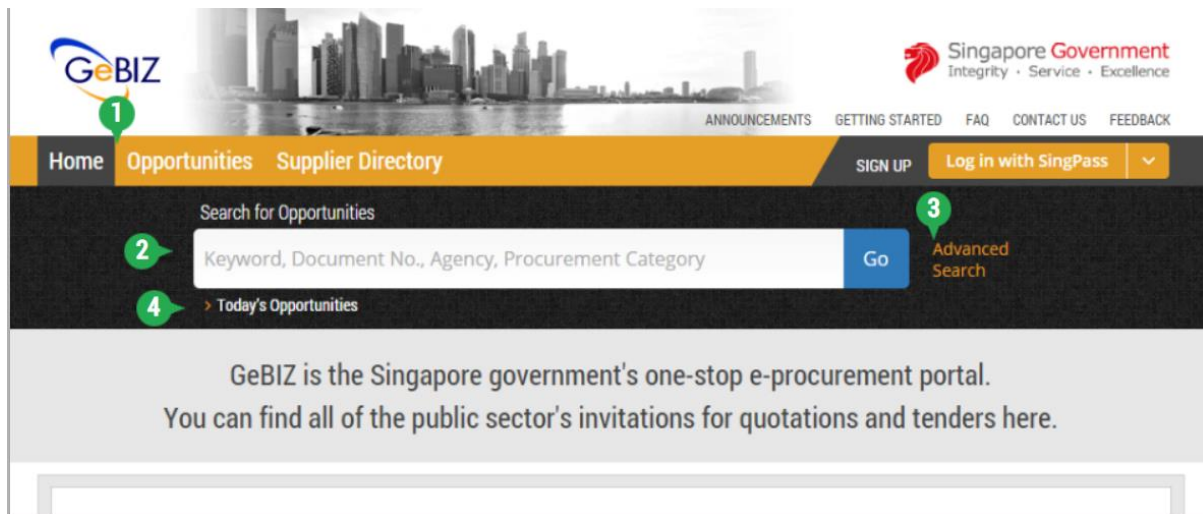 GeBIZ
Singapore Government
Integrity · Service · Excellence
ANNOUNCEMENTS GETTING STARTED FAQ CONTACT US FEEDBACK
1
Home Opportunities Supplier Directory SIGN UP Log in with SingPass
Search for Opportunities
3
2 Keyword, Document No., Agency, Procurement Category Go Advanced
Search
4 > Today's Opportunities
GeBIZ is the Singapore government's one-stop e-procurement portal.
You can find all of the public sector's invitations for quotations and tenders here.